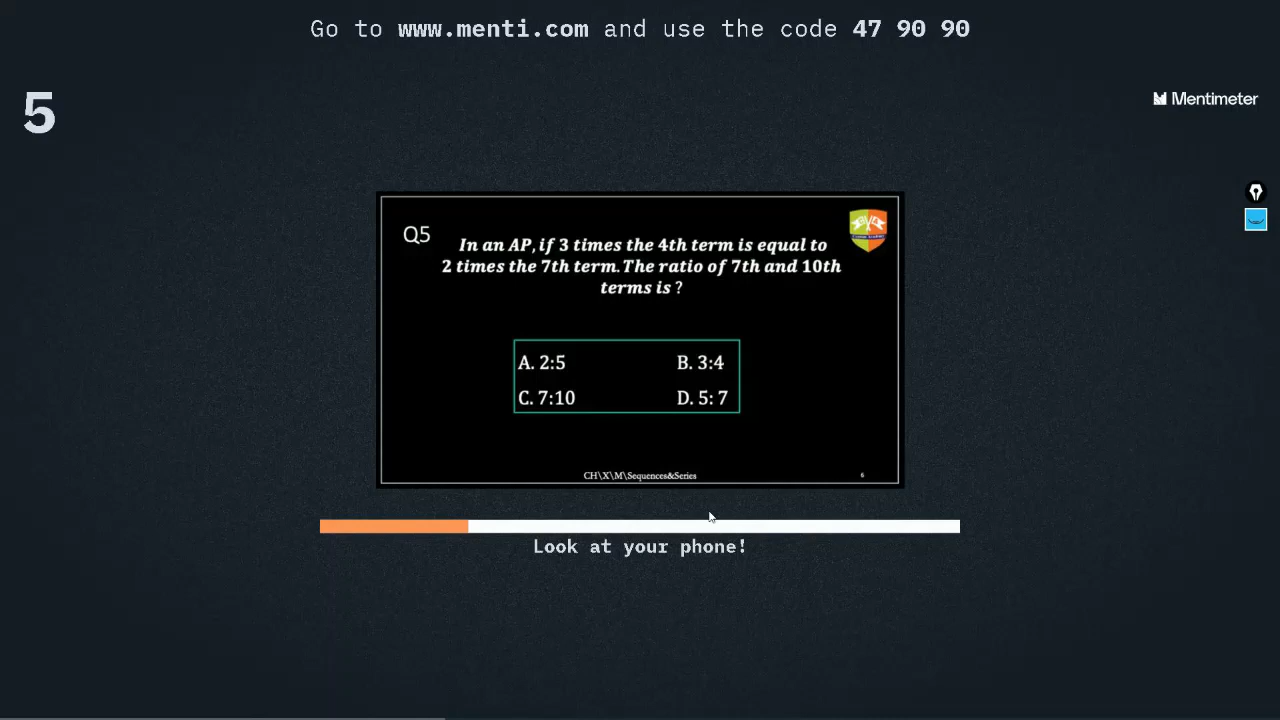 Go to www.menti.com and use the code 47 90 90
5
Mentimeter
Q5
In an AP, if 3 times the 4th term is equal to
2 times the 7th term. The ratio of 7th and 10th
terms is ?
A. 2:5 B. 3:4
C. 7:10 D. 5: 7
CH\X\M\Sequences&Series 6
Look at your phone!